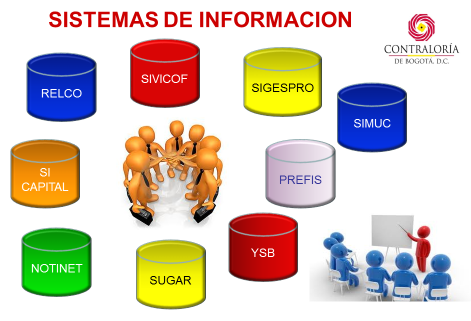 SISTEMAS DE INFORMACION
CONTRALORÍA
DE BOGOTÁ, D.C.
RELCO
SIVICOF
SIGESPRO
SIMUC
SI
CAPITAL
PREFIS
NOTINET
SUGAR
YSB